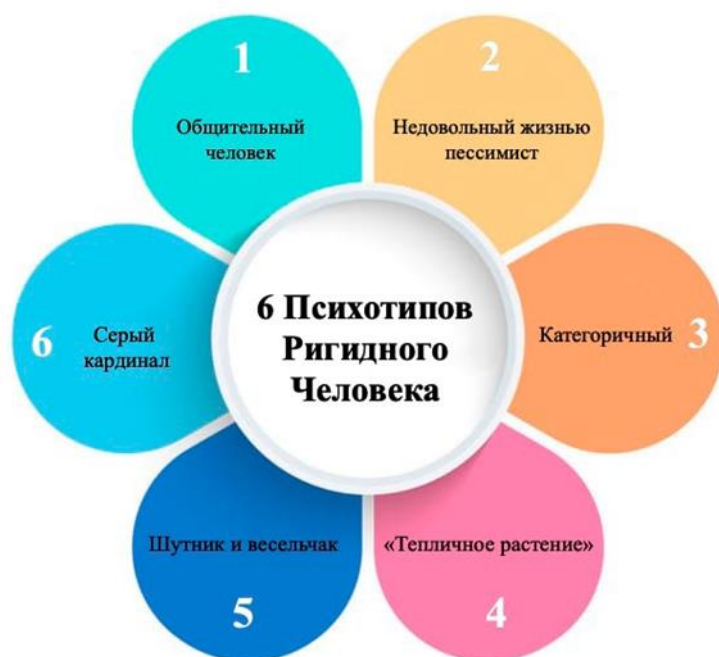 6 Психотипов
Ригидного
Человека
1
Общительный
человек
2
Недовольный жизнью
пессимист
Категоричный 3
«Тепличное растение»
4
Шутник и весельчак
5
6 Серый
кардинал